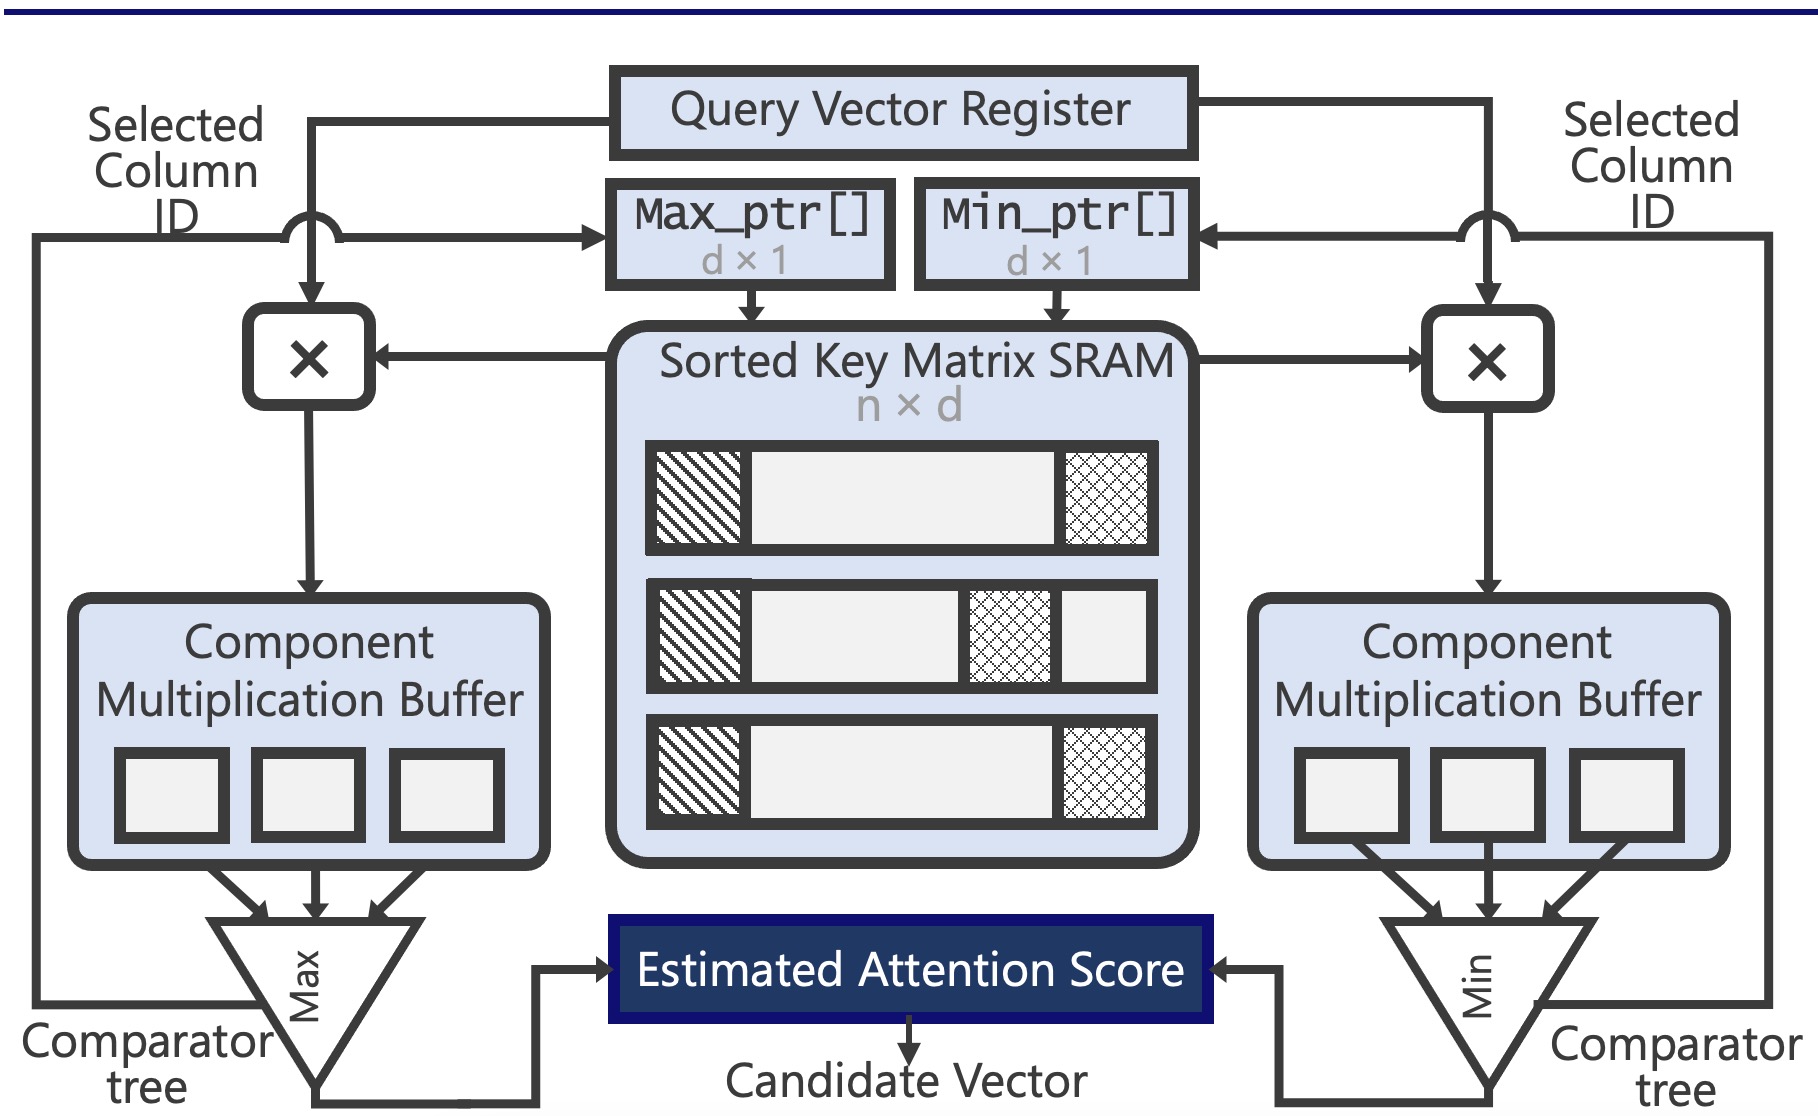 Query Vector Register
Selected
Column
ID
Selected
Column
ID
Max_ptr[]
d × 1
Min_ptr[]
d × 1
×
Sorted Key Matrix SRAM
n × d
×
Component
Multiplication Buffer
Component
Multiplication Buffer
Max
Estimated Attention Score
Min
Comparator
tree
Candidate Vector
Comparator
tree